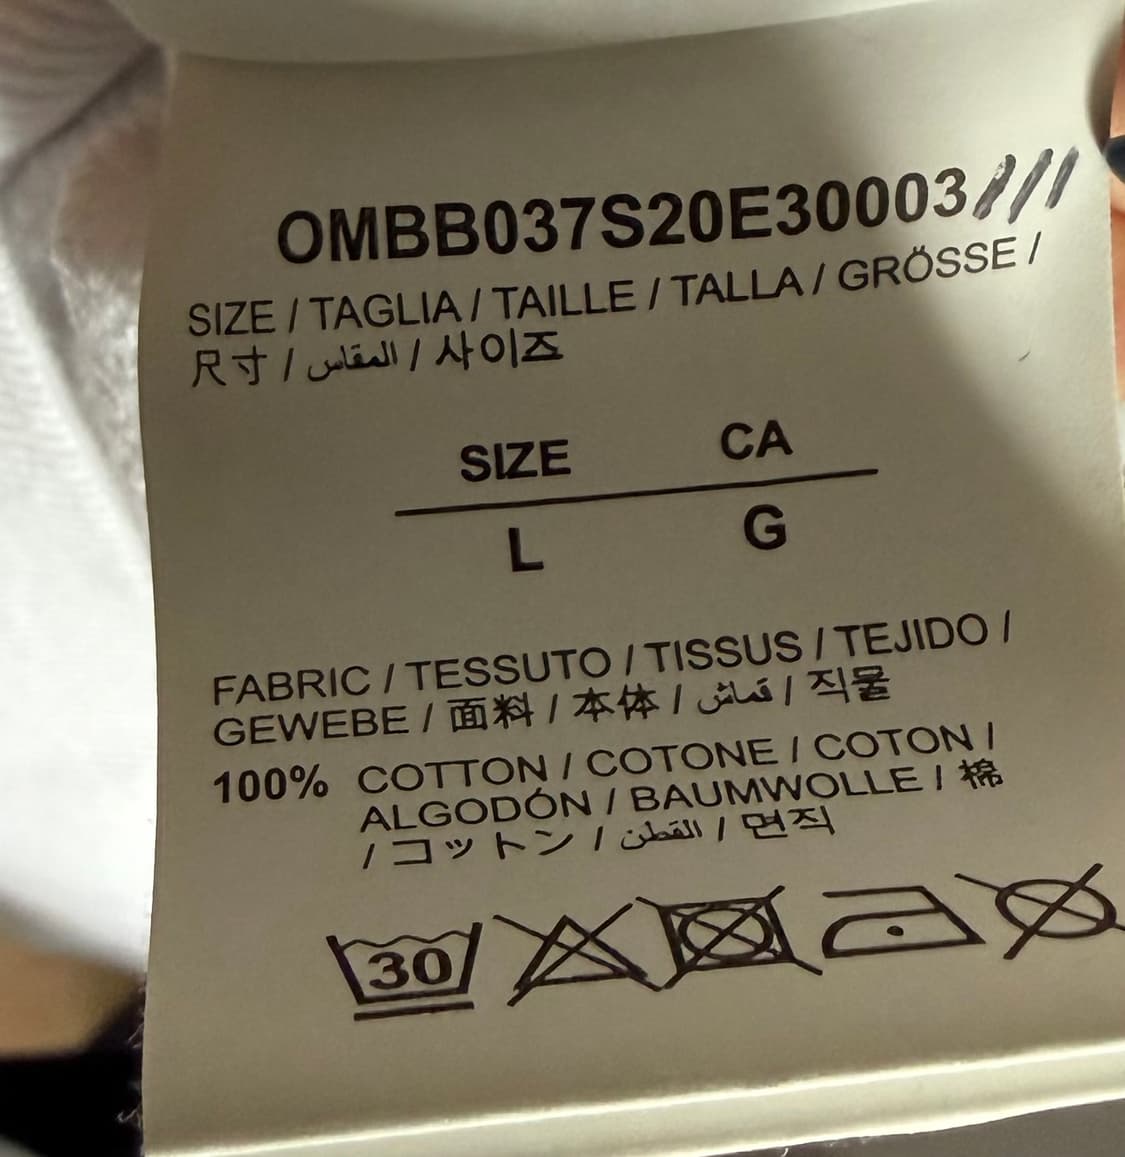 OMBB037S20E30003///
SIZE / TAGLIA / TAILLE / TALLA / GRÖSSE /
尺寸 / المقاس / 사이즈
SIZE CA
L G
FABRIC / TESSUTO / TISSUS / TEJIDO /
GEWEBE / 面料 / 本体 / قماش / 직물
100% COTTON / COTONE / COTON /
ALGODÓN / BAUMWOLLE / 棉
/ コットン / القطن / 면직
30